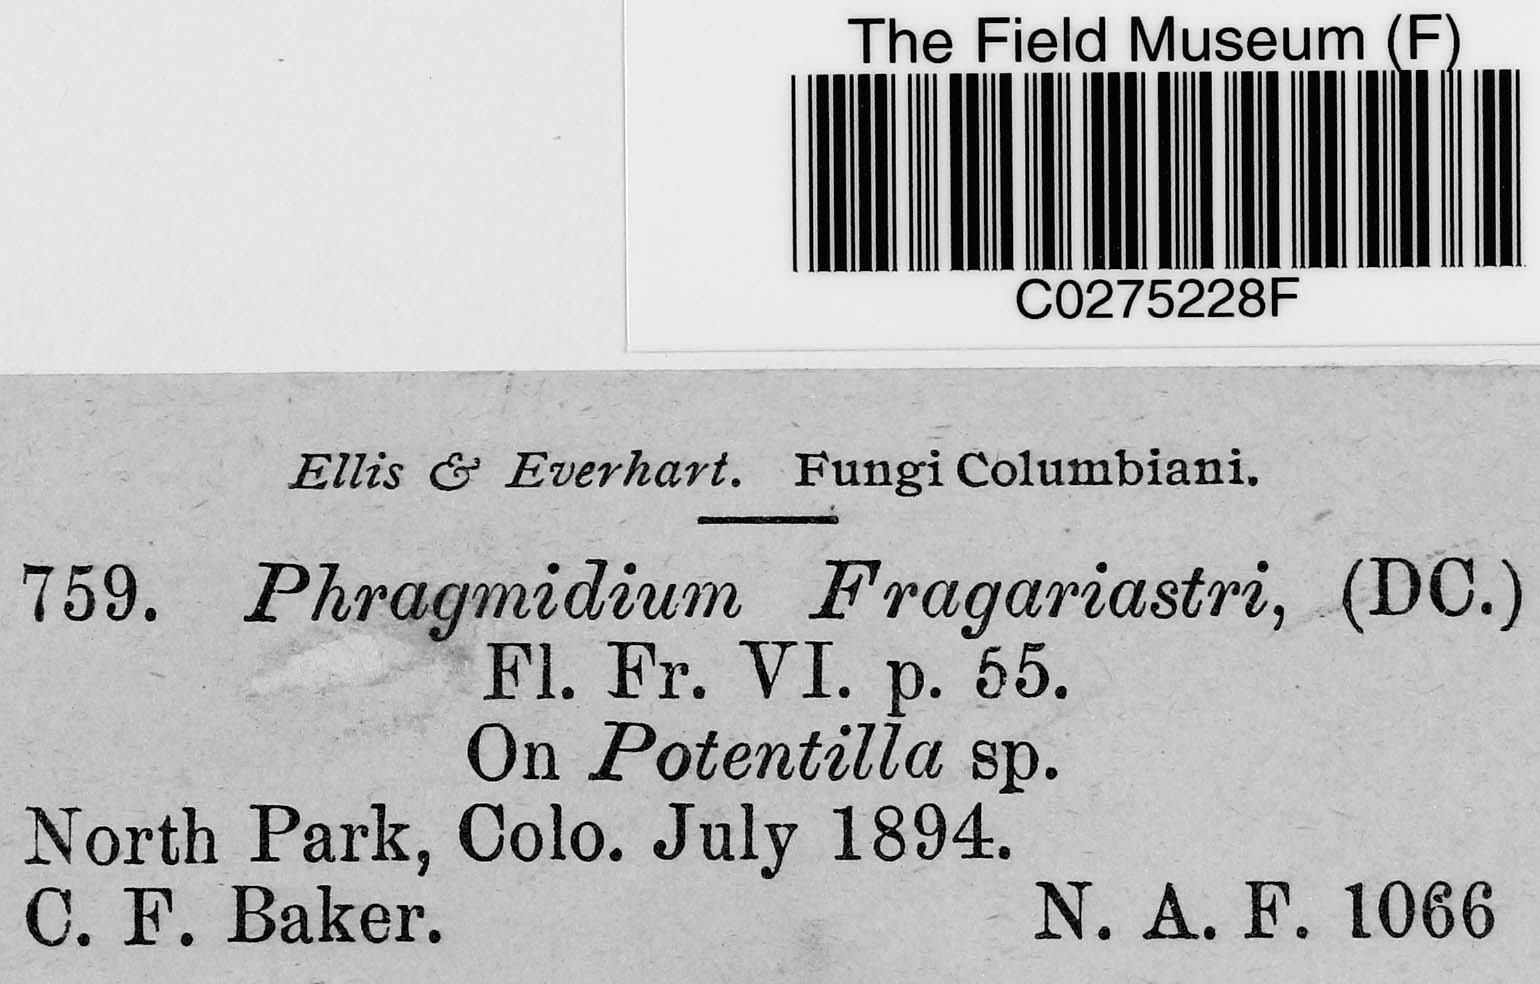 The Field Museum (F)
C0275228F
Ellis & Everhart. Fungi Columbiani.
759. Phragmidium Fragariastri, (DC.)
Fl. Fr. VI. p. 55.
On Potentilla sp.
North Park, Colo. July 1894.
C. F. Baker. N. A. F. 1066